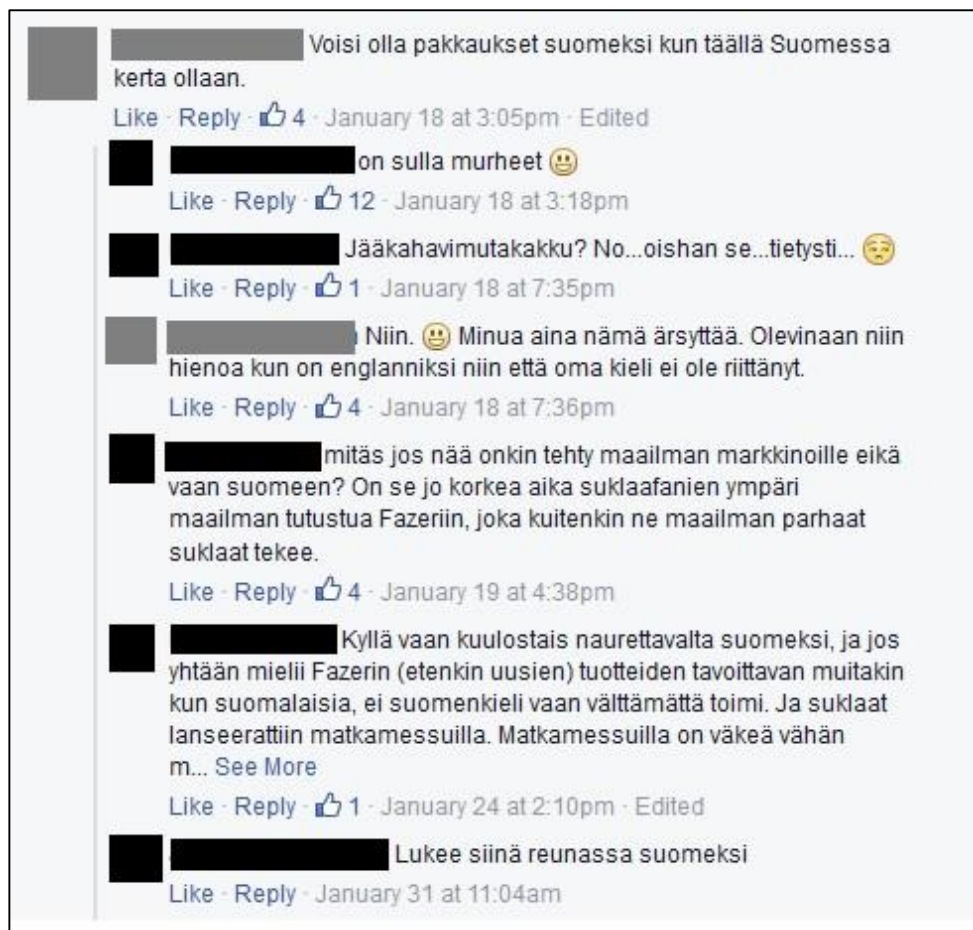 Voisi olla pakkaukset suomeksi kun täällä Suomessa
kerta ollaan.
Like · Reply · 4 · January 18 at 3:05pm · Edited
on sulla murheet
Like · Reply · 12 · January 18 at 3:18pm
Jääkahavimutakakku? No...oishan se...tietysti...
Like · Reply · 1 · January 18 at 7:35pm
Niin. Minua aina nämä ärsyttää. Olevinaan niin
hienoa kun on englanniksi niin että oma kieli ei ole riittänyt.
Like · Reply · 4 · January 18 at 7:36pm
mitäs jos nää onkin tehty maailman markkinoille eikä
vaan suomeen? On se jo korkea aika suklaafanien ympäri
maailman tutustua Fazeriin, joka kuitenkin ne maailman parhaat
suklaat tekee.
Like · Reply · 4 · January 19 at 4:38pm
Kyllä vaan kuulostais naurettavalta suomeksi, ja jos
yhtään mielii Fazerin (etenkin uusien) tuotteiden tavoittavan muitakin
kun suomalaisia, ei suomenkieli vaan välttämättä toimi. Ja suklaat
lanseerattiin matkamessuilla. Matkamessuilla on väkeä vähän
m... See More
Like · Reply · 1 · January 24 at 2:10pm · Edited
Lukee siinä reunassa suomeksi
Like · Reply · January 31 at 11:04am